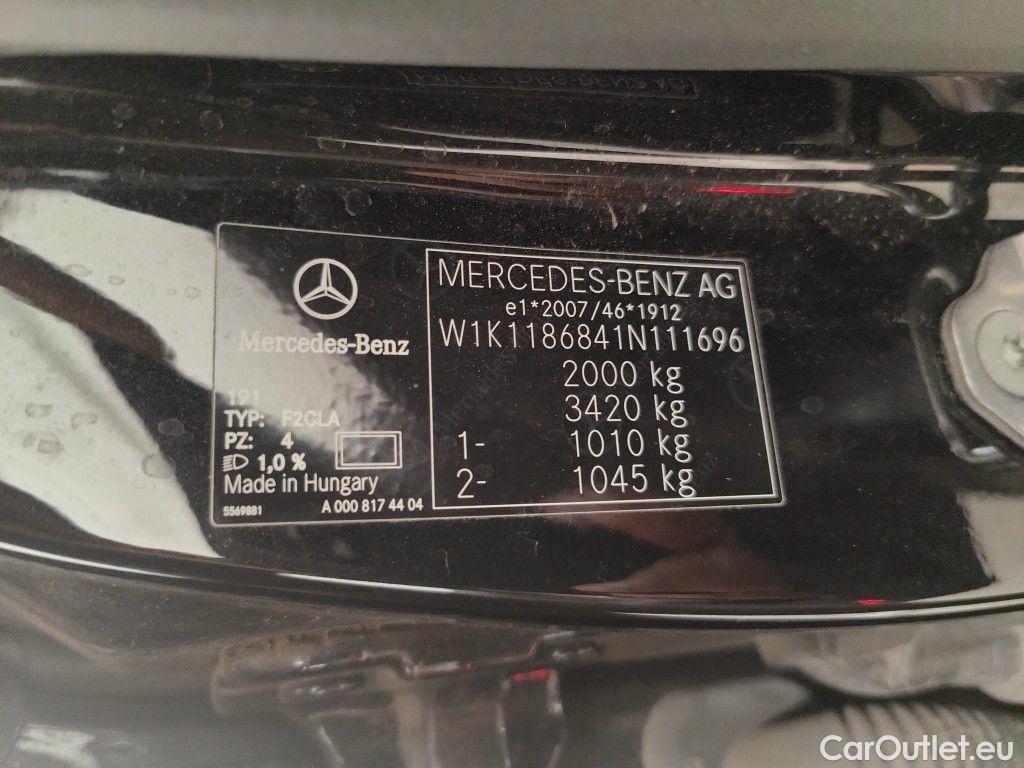 Mercedes-Benz
191
TYP: F2CLA
PZ: 4
1,0 %
Made in Hungary
5569881
A 000 817 44 04
MERCEDES-BENZ AG
e1*2007/46*1912
W1K1186841N111696
2000 kg
3420 kg
1- 1010 kg
2- 1045 kg
CarOutlet.eu